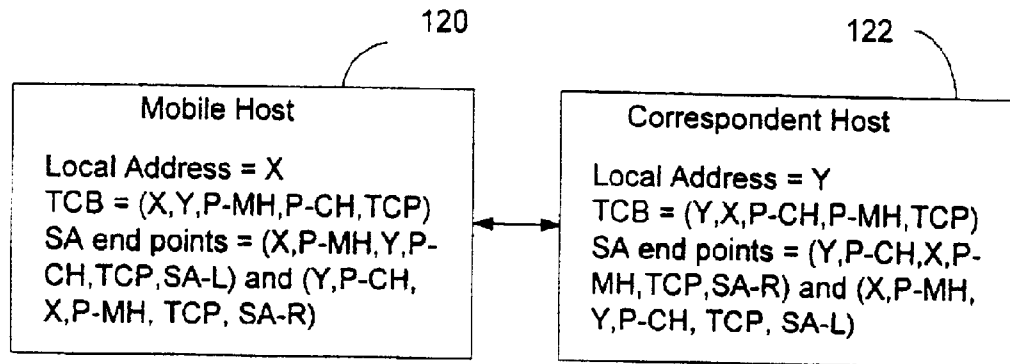 120
122
Mobile Host
Local Address = X
TCB = (X,Y,P-MH,P-CH,TCP)
SA end points = (X,P-MH,Y,P-
CH,TCP,SA-L) and (Y,P-CH,
X,P-MH, TCP, SA-R)
Correspondent Host
Local Address = Y
TCB = (Y,X,P-CH,P-MH,TCP)
SA end points = (Y,P-CH,X,P-
MH,TCP,SA-R) and (X,P-MH,
Y,P-CH, TCP, SA-L)